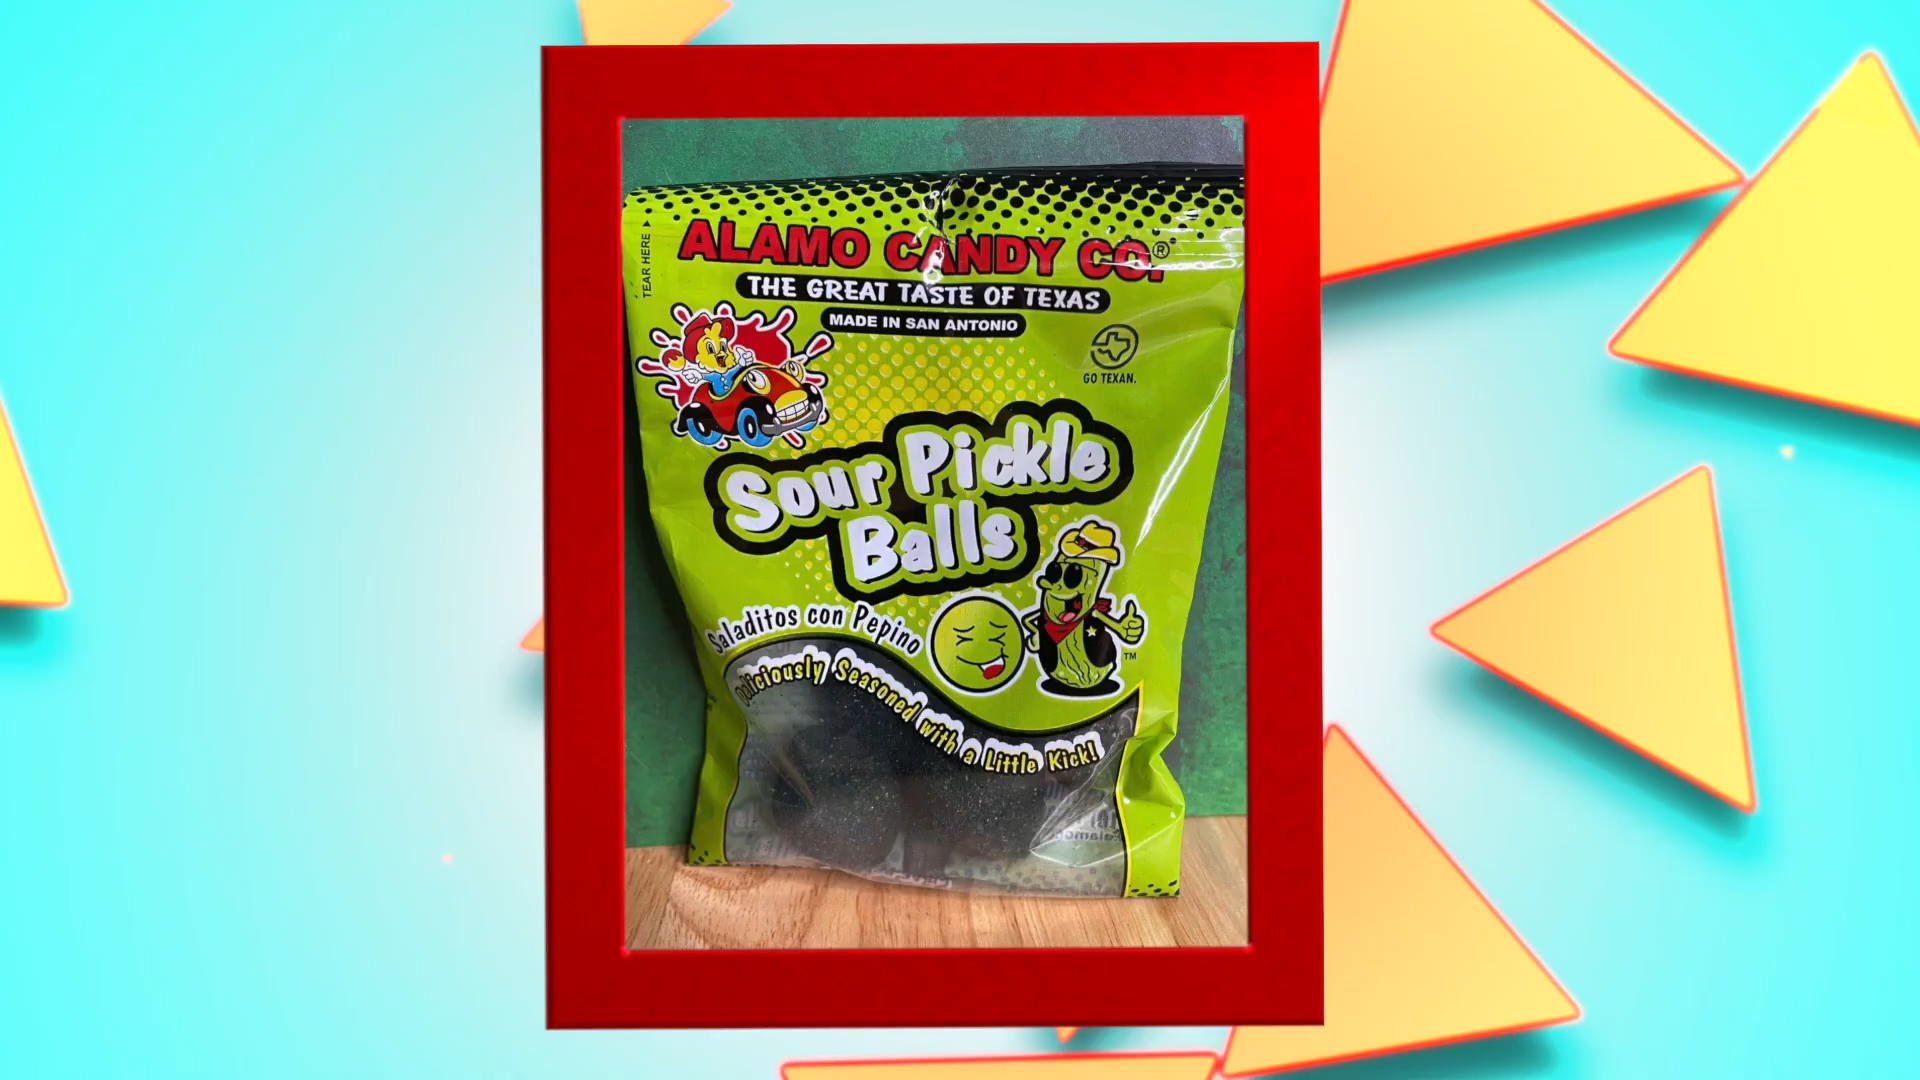 ALAMO CANDY CO.®
THE GREAT TASTE OF TEXAS
MADE IN SAN ANTONIO
TEAR HERE
GO TEXAN.
Sour Pickle
Balls
Saladitos con Pepino
TM
Deliciously Seasoned with a Little Kick!